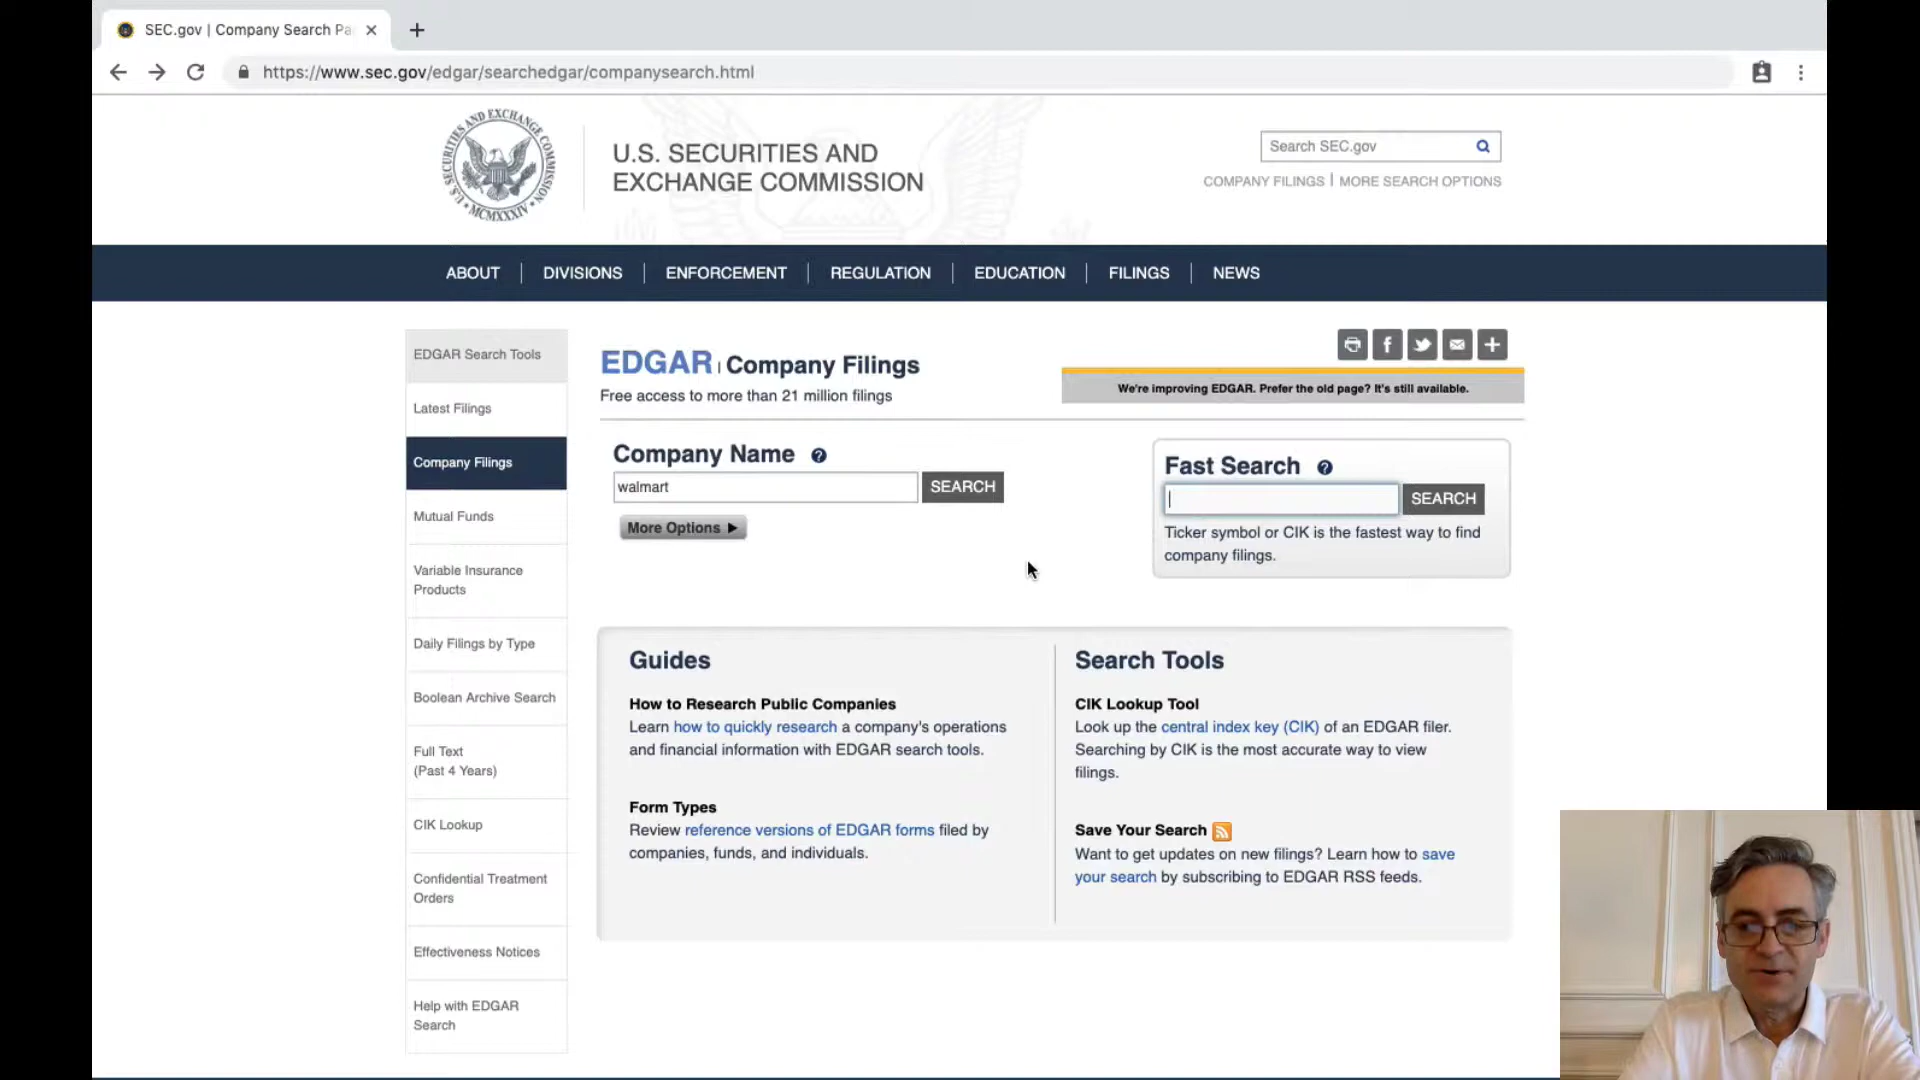 SEC.gov | Company Search Pa
https://www.sec.gov/edgar/searchedgar/companysearch.html
U.S. SECURITIES AND EXCHANGE COMMISSION
MCMXXXIV
U.S. SECURITIES AND
EXCHANGE COMMISSION
Search SEC.gov
COMPANY FILINGS | MORE SEARCH OPTIONS
ABOUT
DIVISIONS
ENFORCEMENT
REGULATION
EDUCATION
FILINGS
NEWS
EDGAR Search Tools
Latest Filings
Company Filings
Mutual Funds
Variable Insurance
Products
Daily Filings by Type
Boolean Archive Search
Full Text
(Past 4 Years)
CIK Lookup
Confidential Treatment
Orders
Effectiveness Notices
Help with EDGAR
Search
EDGAR | Company Filings
Free access to more than 21 million filings
We're improving EDGAR. Prefer the old page? It's still available.
Company Name ?
walmart
SEARCH
More Options
Fast Search ?
SEARCH
Ticker symbol or CIK is the fastest way to find
company filings.
Guides
How to Research Public Companies
Learn how to quickly research a company's operations
and financial information with EDGAR search tools.
Form Types
Review reference versions of EDGAR forms filed by
companies, funds, and individuals.
Search Tools
CIK Lookup Tool
Look up the central index key (CIK) of an EDGAR filer.
Searching by CIK is the most accurate way to view
filings.
Save Your Search
Want to get updates on new filings? Learn how to save
your search by subscribing to EDGAR RSS feeds.